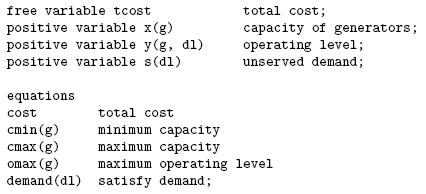 free variable tcost total cost;
positive variable x(g) capacity of generators;
positive variable y(g, dl) operating level;
positive variable s(dl) unserved demand;
equations
cost total cost
cmin(g) minimum capacity
cmax(g) maximum capacity
omax(g) maximum operating level
demand(dl) satisfy demand;